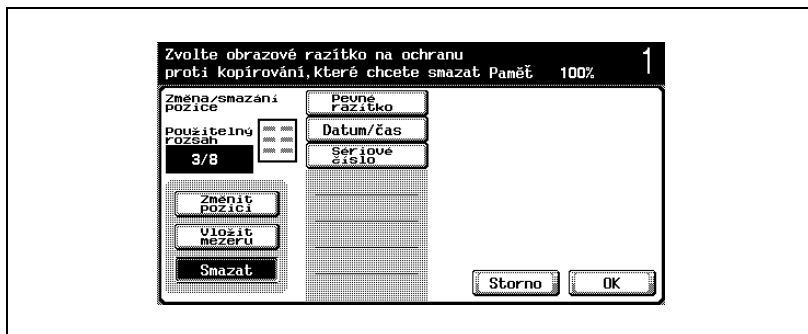 Zvolte obrazové razítko na ochranu
proti kopírování,které chcete smazat Paměť 100% 1
Změna/smazání
pozice
Použitelný
rozsah
3/8
Změnit
pozici
Vložit
mezeru
Smazat
Pevné
razítko
Datum/čas
Sériové
číslo
Storno OK